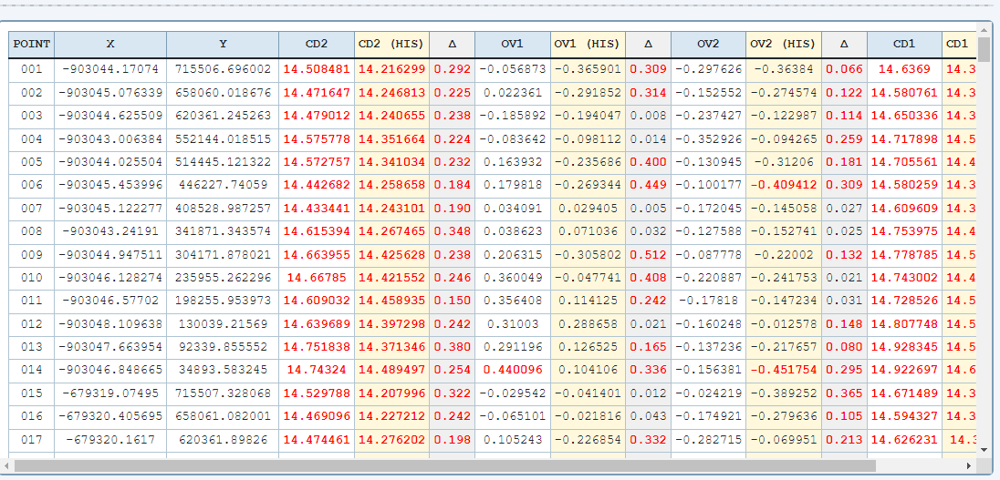 POINT X Y CD2 CD2 (HIS) Δ OV1 OV1 (HIS) Δ OV2 OV2 (HIS) Δ CD1 CD1
001 -903044.17074 715506.696002 14.508481 14.216299 0.292 -0.056873 -0.365901 0.309 -0.297626 -0.36384 0.066 14.6369 14.3
002 -903045.076339 658060.018676 14.471647 14.246813 0.225 0.022361 -0.291852 0.314 -0.152552 -0.274574 0.122 14.580761 14.3
003 -903044.625509 620361.245263 14.479012 14.240655 0.238 -0.185892 -0.194047 0.008 -0.237427 -0.122987 0.114 14.650336 14.3
004 -903043.006384 552144.018515 14.575778 14.351664 0.224 -0.083642 -0.098112 0.014 -0.352926 -0.094265 0.259 14.717898 14.5
005 -903044.025504 514445.121322 14.572757 14.341034 0.232 0.163932 -0.235686 0.400 -0.130945 -0.31206 0.181 14.705561 14.4
006 -903045.453996 446227.74059 14.442682 14.258658 0.184 0.179818 -0.269344 0.449 -0.100177 -0.409412 0.309 14.580259 14.3
007 -903045.122277 408528.987257 14.433441 14.243101 0.190 0.034091 0.029405 0.005 -0.172045 -0.145058 0.027 14.609609 14.3
008 -903043.24191 341871.343574 14.615394 14.267465 0.348 0.038623 0.071036 0.032 -0.127588 -0.152741 0.025 14.753975 14.4
009 -903044.947511 304171.878021 14.663955 14.425628 0.238 0.206315 -0.305802 0.512 -0.087778 -0.22002 0.132 14.778785 14.5
010 -903046.128274 235955.262296 14.66785 14.421552 0.246 0.360049 -0.047741 0.408 -0.220887 -0.241753 0.021 14.743002 14.4
011 -903046.57702 198255.953973 14.609032 14.458935 0.150 0.356408 0.114125 0.242 -0.17818 -0.147234 0.031 14.728526 14.5
012 -903048.109638 130039.21569 14.639689 14.397298 0.242 0.31003 0.288658 0.021 -0.160248 -0.012578 0.148 14.807748 14.5
013 -903047.663954 92339.855552 14.751838 14.371346 0.380 0.291196 0.126525 0.165 -0.137236 -0.217657 0.080 14.928345 14.5
014 -903046.848665 34893.583245 14.74324 14.489497 0.254 0.440096 0.104106 0.336 -0.156381 -0.451754 0.295 14.922697 14.6
015 -679319.07495 715507.328068 14.529788 14.207996 0.322 -0.029542 -0.041401 0.012 -0.024219 -0.389252 0.365 14.671489 14.3
016 -679320.405695 658061.082001 14.469096 14.227212 0.242 -0.065101 -0.021816 0.043 -0.174921 -0.279636 0.105 14.594327 14.3
017 -679320.1617 620361.89826 14.474461 14.276202 0.198 0.105243 -0.226854 0.332 -0.282715 -0.069951 0.213 14.626231 14.3